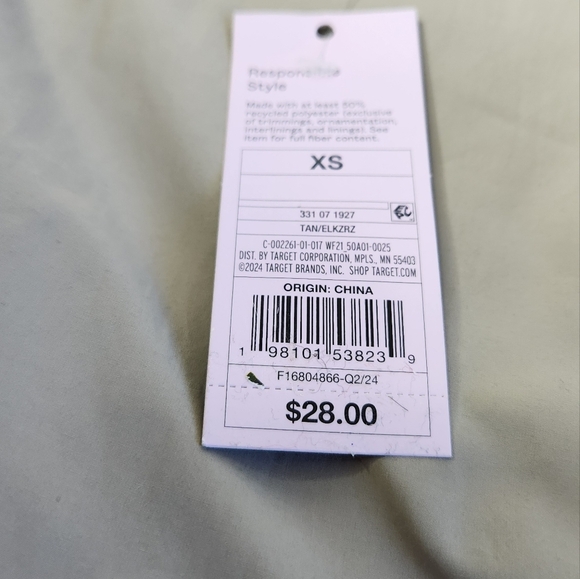 Responsible
Style
Made with at least 50%
recycled polyester (exclusive
of trimmings, ornamentation,
interlinings and linings). See
item for full fiber content.
XS
331 07 1927
TAN/ELKZRZ
C-002261-01-017 WF21_50A01-0025
DIST. BY TARGET CORPORATION, MPLS., MN 55403
©2024 TARGET BRANDS, INC. SHOP TARGET.COM
ORIGIN: CHINA
1 98101 53823 9
F16804866-Q2/24
$28.00